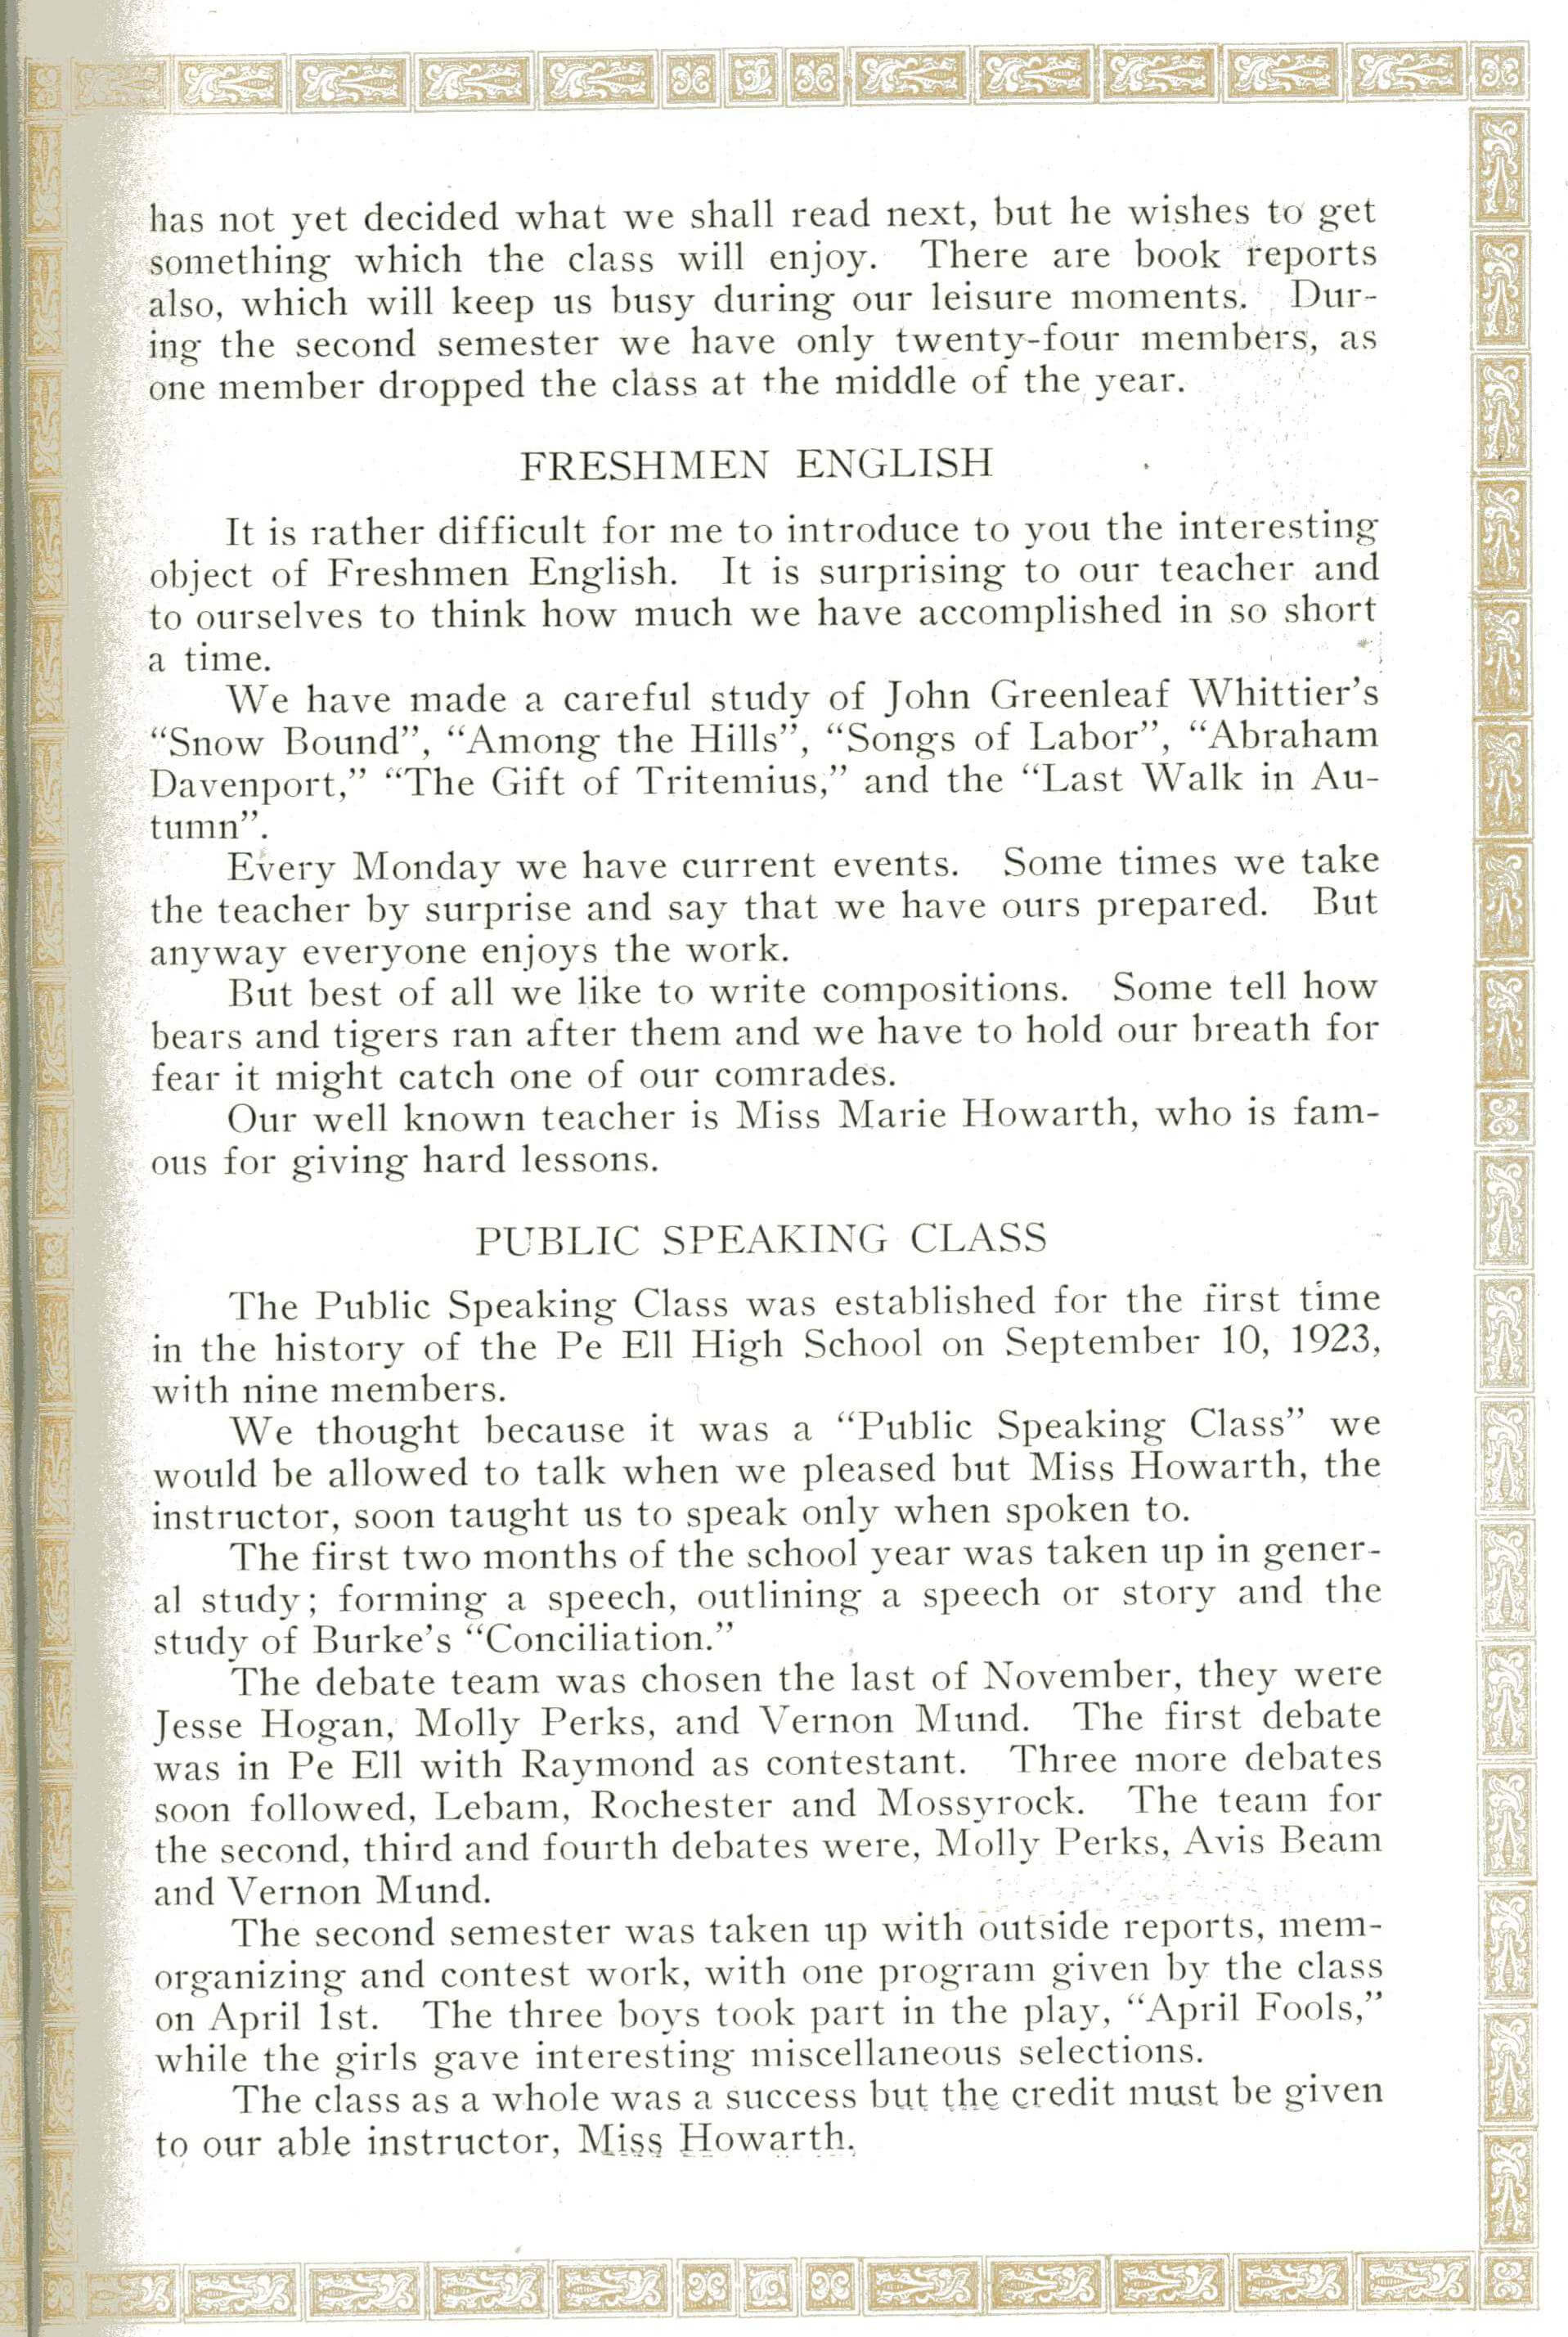 has not yet decided what we shall read next, but he wishes to get
something which the class will enjoy. There are book reports
also, which will keep us busy during our leisure moments. Dur-
ing the second semester we have only twenty-four members, as
one member dropped the class at the middle of the year.
FRESHMEN ENGLISH
It is rather difficult for me to introduce to you the interesting
object of Freshmen English. It is surprising to our teacher and
to ourselves to think how much we have accomplished in so short
a time.
We have made a careful study of John Greenleaf Whittier's
“Snow Bound”, “Among the Hills”, “Songs of Labor”, “Abraham
Davenport,” “The Gift of Tritemius,” and the “Last Walk in Au-
tumn”.
Every Monday we have current events. Some times we take
the teacher by surprise and say that we have ours prepared. But
anyway everyone enjoys the work.
But best of all we like to write compositions. Some tell how
bears and tigers ran after them and we have to hold our breath for
fear it might catch one of our comrades.
Our well known teacher is Miss Marie Howarth, who is fam-
ous for giving hard lessons.
PUBLIC SPEAKING CLASS
The Public Speaking Class was established for the first time
in the history of the Pe Ell High School on September 10, 1923,
with nine members.
We thought because it was a “Public Speaking Class” we
would be allowed to talk when we pleased but Miss Howarth, the
instructor, soon taught us to speak only when spoken to.
The first two months of the school year was taken up in gener-
al study; forming a speech, outlining a speech or story and the
study of Burke's “Conciliation.”
The debate team was chosen the last of November, they were
Jesse Hogan, Molly Perks, and Vernon Mund. The first debate
was in Pe Ell with Raymond as contestant. Three more debates
soon followed, Lebam, Rochester and Mossyrock. The team for
the second, third and fourth debates were, Molly Perks, Avis Beam
and Vernon Mund.
The second semester was taken up with outside reports, mem-
organizing and contest work, with one program given by the class
on April 1st. The three boys took part in the play, “April Fools,”
while the girls gave interesting miscellaneous selections.
The class as a whole was a success but the credit must be given
to our able instructor, Miss Howarth.